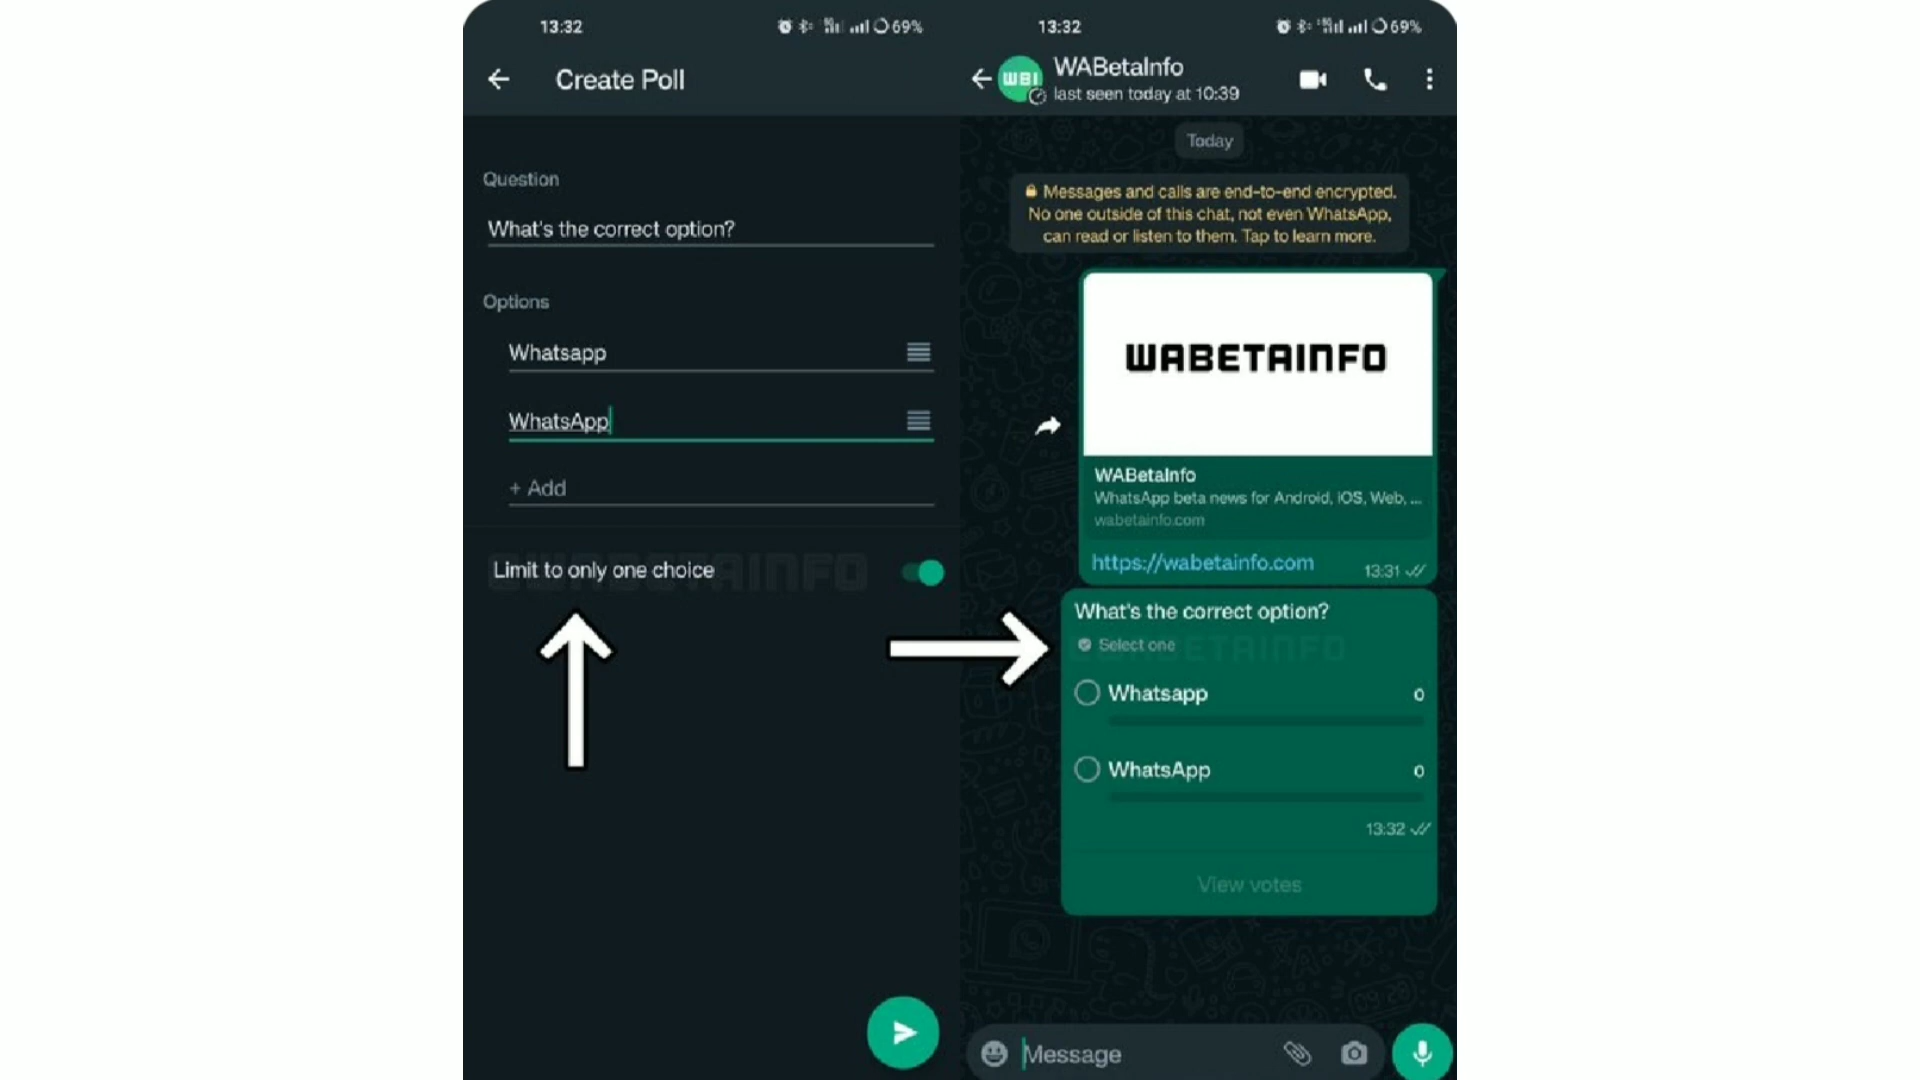 13:32
69%
Create Poll
Question
What's the correct option?
Options
Whatsapp
WhatsApp
+ Add
Limit to only one choice
13:32
69%
WBI
WABetaInfo
last seen today at 10:39
Today
Messages and calls are end-to-end encrypted.
No one outside of this chat, not even WhatsApp,
can read or listen to them. Tap to learn more.
WABETAINFO
WABetaInfo
WhatsApp beta news for Android, iOS, Web, ...
wabetainfo.com
https://wabetainfo.com
13:31
What's the correct option?
Select one
Whatsapp 0
WhatsApp 0
13:32
View votes
Message